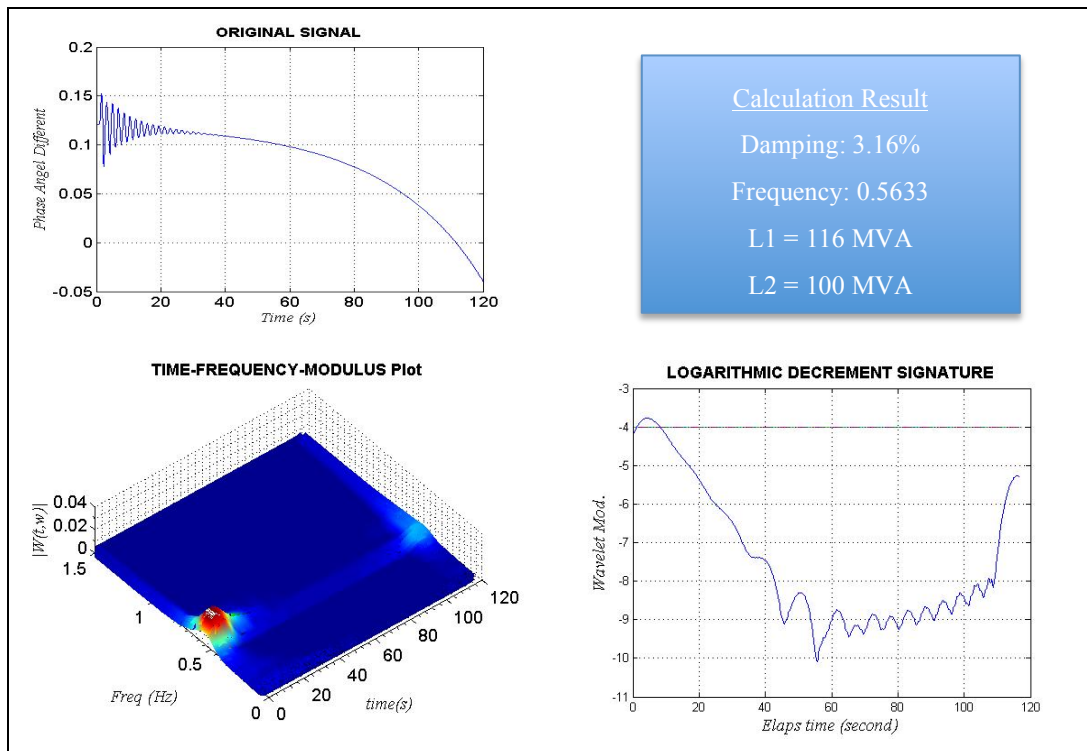 ORIGINAL SIGNAL
0.2
0.15
0.1
0.05
0
-0.05
Phase Angel Different
0 20 40 60 80 100 120
Time (s)
Calculation Result
Damping: 3.16%
Frequency: 0.5633
L1 = 116 MVA
L2 = 100 MVA
TIME-FREQUENCY-MODULUS Plot
|W(t,w)|
0.04
0.02
0
1.5
1
0.5
0
Freq (Hz)
0
20
40
60
80
100
120
time(s)
LOGARITHMIC DECREMENT SIGNATURE
-3
-4
-5
-6
-7
-8
-9
-10
-11
Wavelet Mod.
0 20 40 60 80 100 120
Elaps time (second)